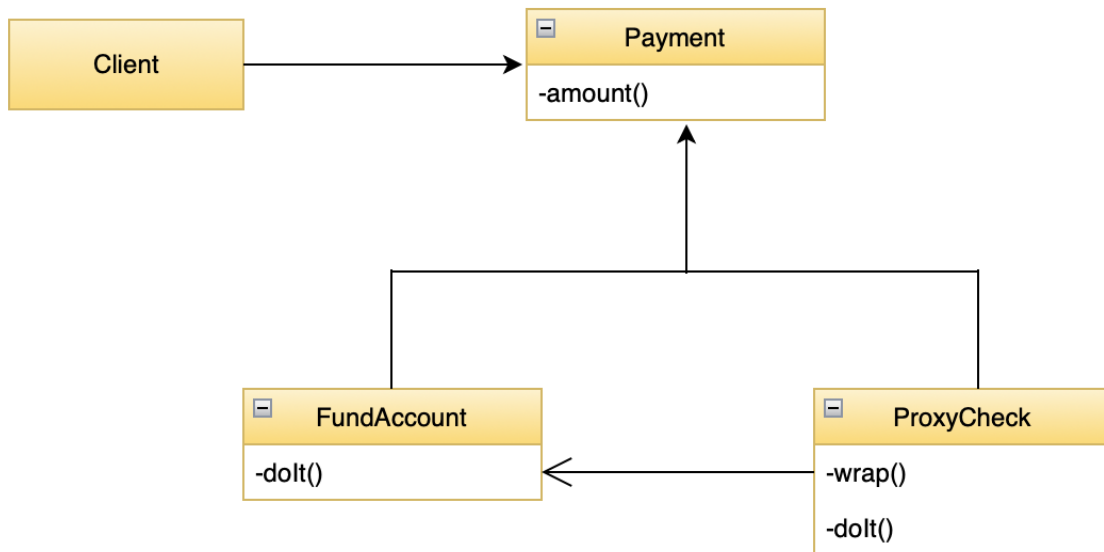 Client
Payment
-amount()
FundAccount
-doIt()
ProxyCheck
-wrap()
-doIt()